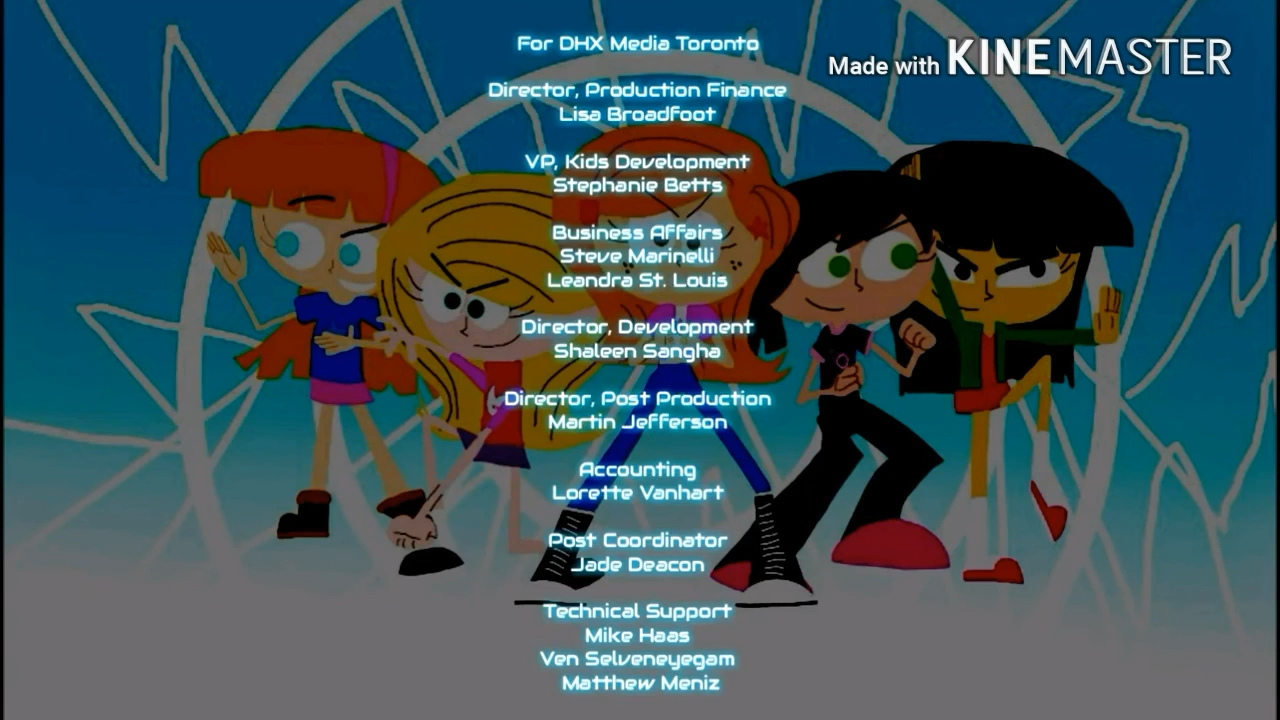 For DHX Media Toronto
Made with KINEMASTER
Director, Production Finance
Lisa Broadfoot
VP, Kids Development
Stephanie Betts
Business Affairs
Steve Marinelli
Leandra St. Louis
Director, Development
Shaleen Sangha
Director, Post Production
Martin Jefferson
Accounting
Lorette Vanhart
Post Coordinator
Jade Deacon
Technical Support
Mike Haas
Ven Selveneyegam
Matthew Meniz